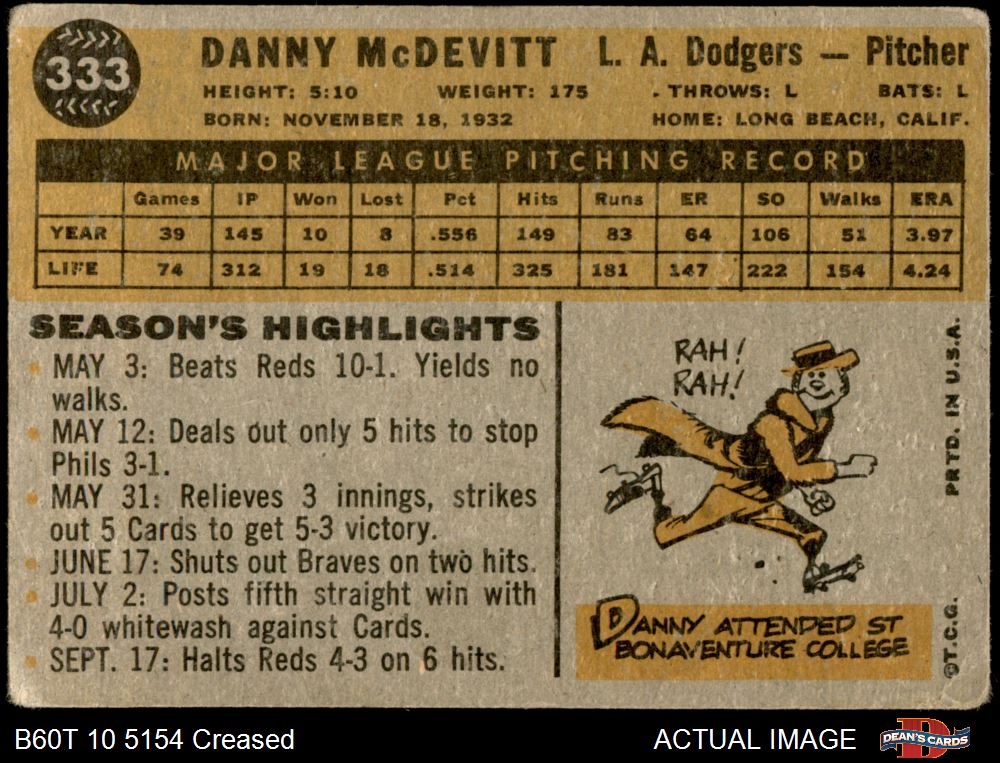 333
DANNY McDEVITT L. A. Dodgers — Pitcher
HEIGHT: 5:10 WEIGHT: 175 THROWS: L BATS: L
BORN: NOVEMBER 18, 1932 HOME: LONG BEACH, CALIF.
MAJOR LEAGUE PITCHING RECORD
Games IP Won Lost Pct Hits Runs ER SO Walks ERA
YEAR 39 145 10 8 .556 149 83 64 106 51 3.97
LIFE 74 312 19 18 .514 325 181 147 222 154 4.24
SEASON'S HIGHLIGHTS
MAY 3: Beats Reds 10-1. Yields no
walks.
MAY 12: Deals out only 5 hits to stop
Phils 3-1.
MAY 31: Relieves 3 innings, strikes
out 5 Cards to get 5-3 victory.
JUNE 17: Shuts out Braves on two hits.
JULY 2: Posts fifth straight win with
4-0 whitewash against Cards.
SEPT. 17: Halts Reds 4-3 on 6 hits.
RAH!
RAH!
DANNY ATTENDED ST
BONAVENTURE COLLEGE
©T.C.G. PRTD. IN U.S.A.
B60T 10 5154 Creased ACTUAL IMAGE
D
DEAN'S CARDS